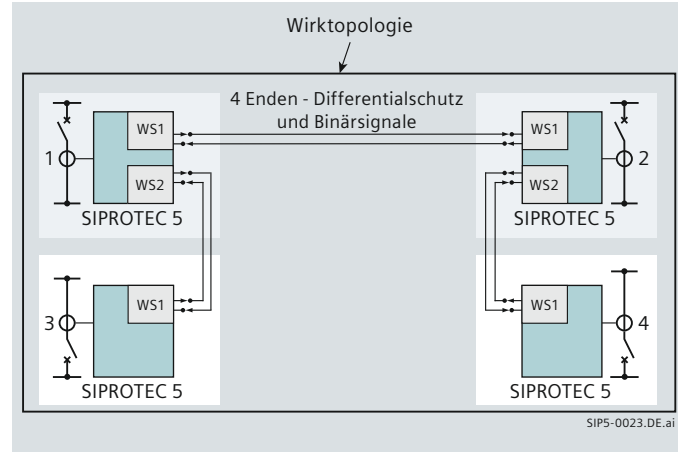 Wirktopologie
4 Enden - Differentialschutz
und Binärsignale
WS1
WS2
1
SIPROTEC 5
WS1
WS2
2
SIPROTEC 5
WS1
3
SIPROTEC 5
WS1
4
SIPROTEC 5
SIP5-0023.DE.ai